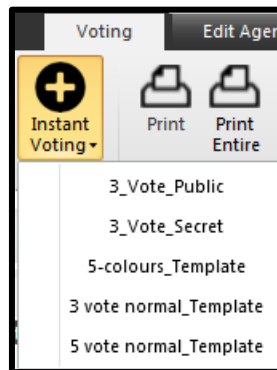 Voting
Edit Ager
Instant Voting
Print
Print Entire
3_Vote_Public
3_Vote_Secret
5-colours_Template
3 vote normal_Template
5 vote normal_Template